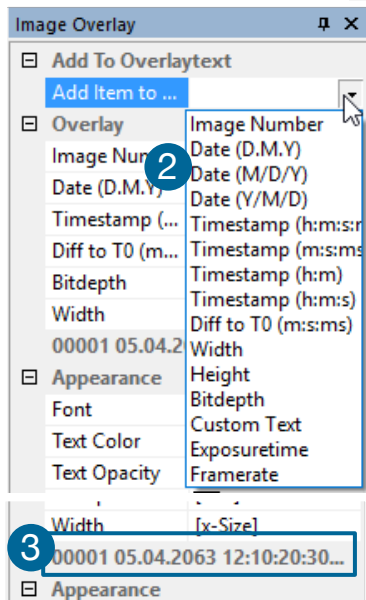 Image Overlay
Add To Overlaytext
Add Item to ...
Overlay
Image Num
Date (D.M.Y)
Timestamp (...
Diff to T0 (m...
Bitdepth
Width
00001 05.04.2
Appearance
Font
Text Color
Text Opacity
2
Image Number
Date (D.M.Y)
Date (M/D/Y)
Date (Y/M/D)
Timestamp (h:m:s:r
Timestamp (m:s:ms
Timestamp (h:m)
Timestamp (h:m:s)
Diff to T0 (m:s:ms)
Width
Height
Bitdepth
Custom Text
Exposuretime
Framerate
Width [x-Size]
3
00001 05.04.2063 12:10:20:30...
Appearance